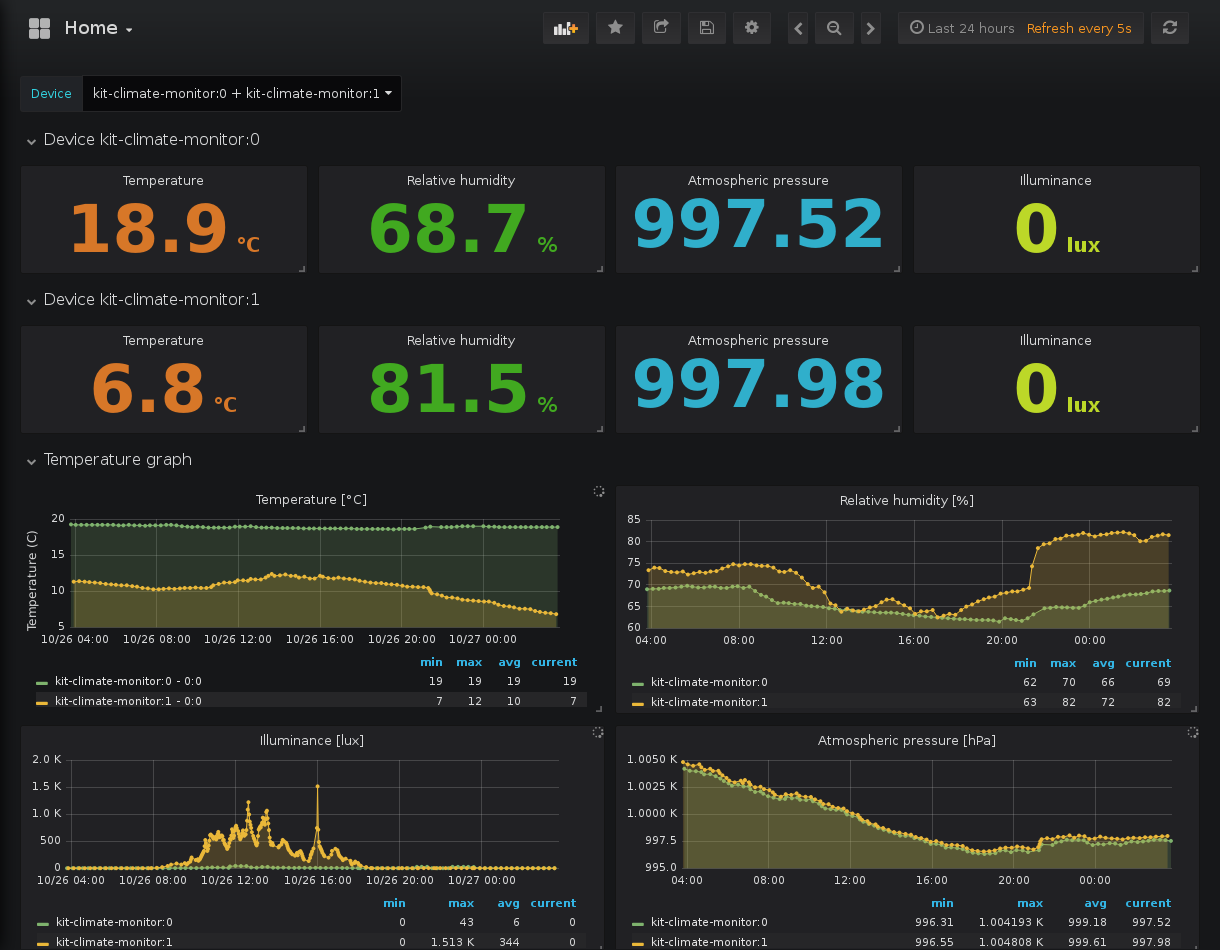 Home
Last 24 hours Refresh every 5s
Device kit-climate-monitor:0 + kit-climate-monitor:1
Device kit-climate-monitor:0
Temperature Relative humidity Atmospheric pressure Illuminance
18.9 °C 68.7 % 997.52 0 lux
Device kit-climate-monitor:1
Temperature Relative humidity Atmospheric pressure Illuminance
6.8 °C 81.5 % 997.98 0 lux
Temperature graph
Temperature [°C]
Temperature (C)
20
15
10
5
10/26 04:00 10/26 08:00 10/26 12:00 10/26 16:00 10/26 20:00 10/27 00:00
min max avg current
kit-climate-monitor:0 - 0:0 19 19 19 19
kit-climate-monitor:1 - 0:0 7 12 10 7
Relative humidity [%]
85
80
75
70
65
60
04:00 08:00 12:00 16:00 20:00 00:00
min max avg current
kit-climate-monitor:0 62 70 66 69
kit-climate-monitor:1 63 82 72 82
Illuminance [lux]
2.0 K
1.5 K
1.0 K
500
0
10/26 04:00 10/26 08:00 10/26 12:00 10/26 16:00 10/26 20:00 10/27 00:00
min max avg current
kit-climate-monitor:0 0 43 6 0
kit-climate-monitor:1 0 1.513 K 344 0
Atmospheric pressure [hPa]
1.0050 K
1.0025 K
1.0000 K
997.5
995.0
04:00 08:00 12:00 16:00 20:00 00:00
min max avg current
kit-climate-monitor:0 996.31 1.004193 K 999.18 997.52
kit-climate-monitor:1 996.55 1.004808 K 999.61 997.98